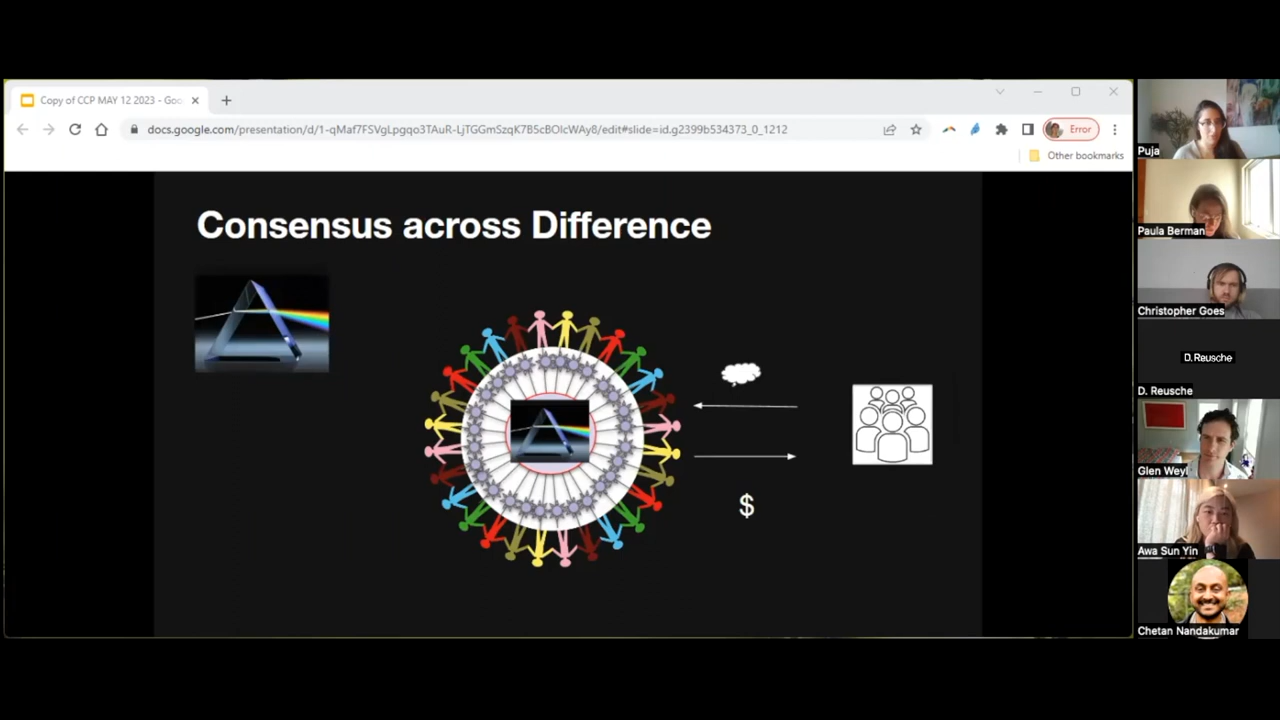 Copy of CCP MAY 12 2023 - Goo
docs.google.com/presentation/d/1-qMaf7FSVgLpgqo3TAuR-LjTGGmSzqK7B5cBOlcWAy8/edit#slide=id.g2399b534373_0_1212
Error
Other bookmarks
Consensus across Difference
$
Puja
Paula Berman
Christopher Goes
D. Reusche
D. Reusche
Glen Weyl
Awa Sun Yin
Chetan Nandakumar